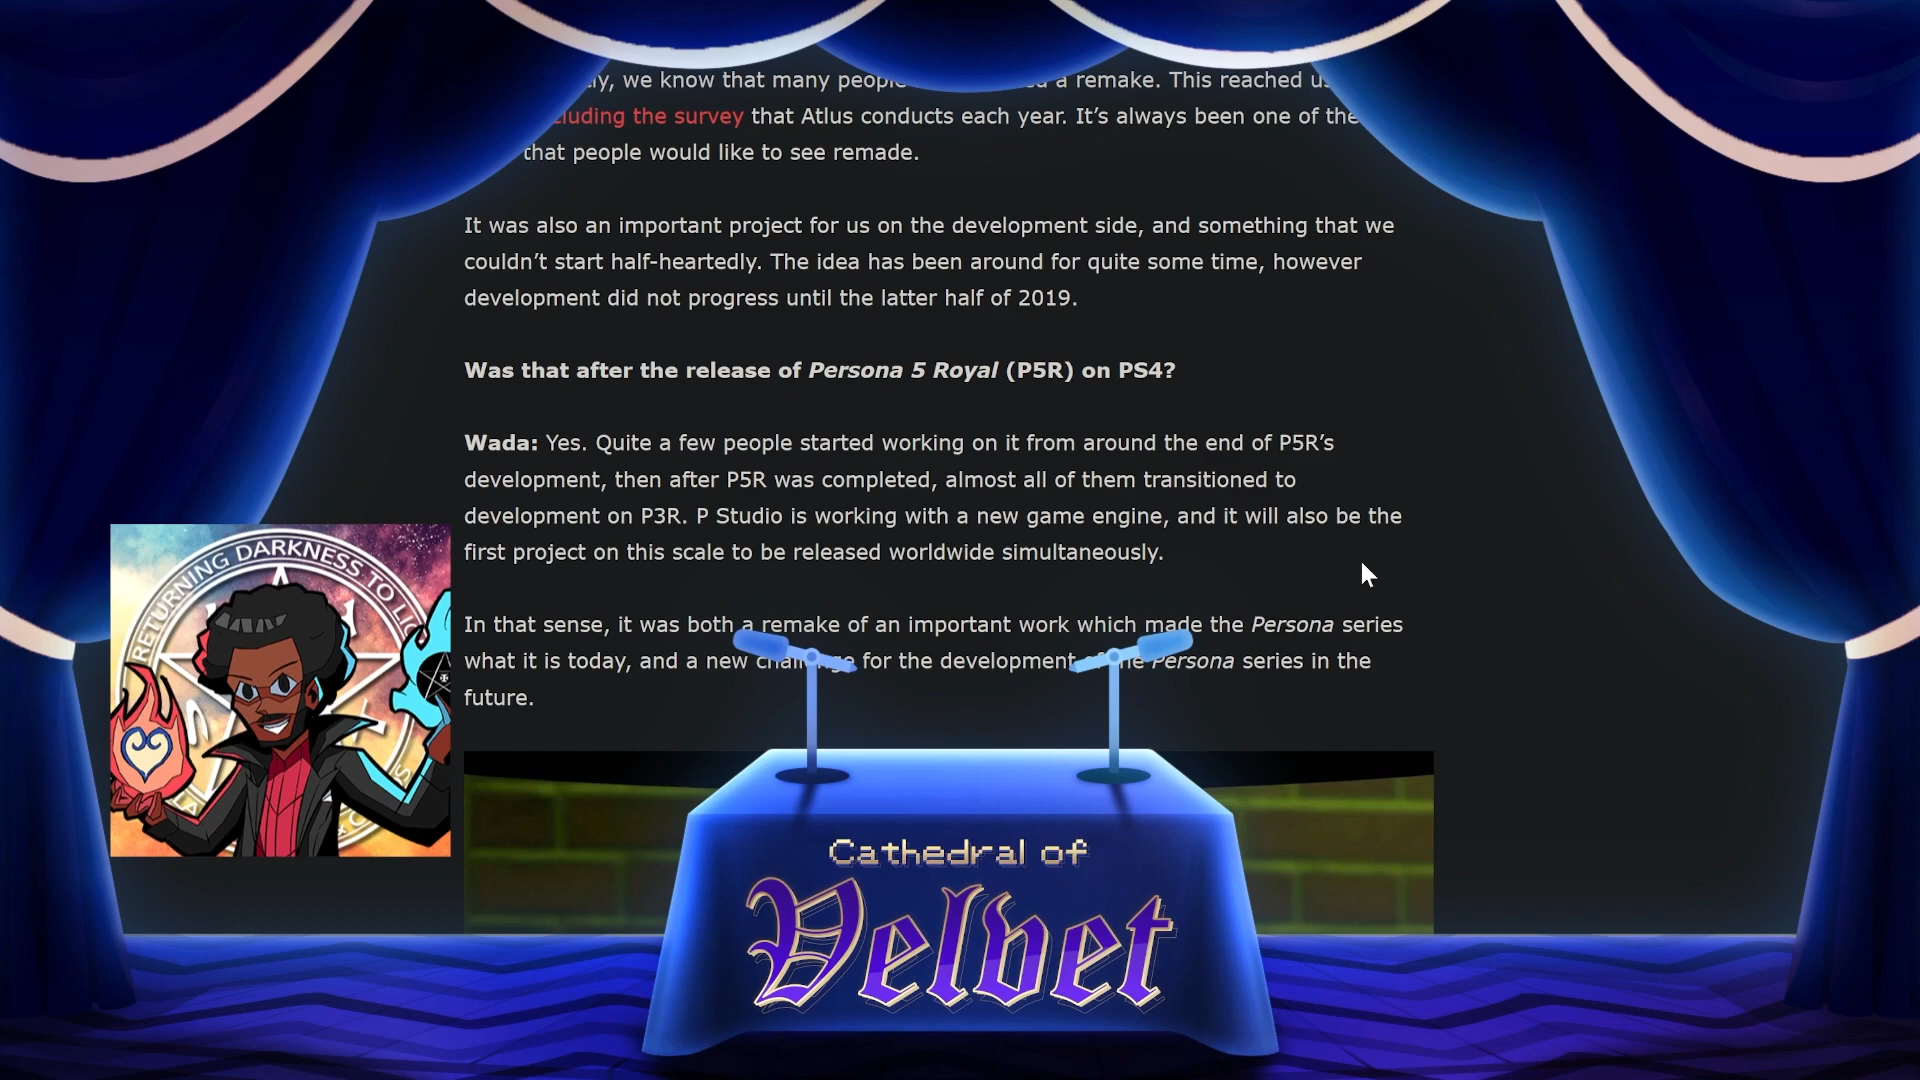 we know that many people a remake. This reached
the survey that Atlus conducts each year. It’s always been one of the
that people would like to see remade.
It was also an important project for us on the development side, and something that we
couldn’t start half-heartedly. The idea has been around for quite some time, however
development did not progress until the latter half of 2019.
Was that after the release of Persona 5 Royal (P5R) on PS4?
Wada: Yes. Quite a few people started working on it from around the end of P5R’s
development, then after P5R was completed, almost all of them transitioned to
development on P3R. P Studio is working with a new game engine, and it will also be the
first project on this scale to be released worldwide simultaneously.
In that sense, it was both a remake of an important work which made the Persona series
what it is today, and a new challenge for the development of the Persona series in the
future.
RETURNING DARKNESS TO
Cathedral of
Velvet